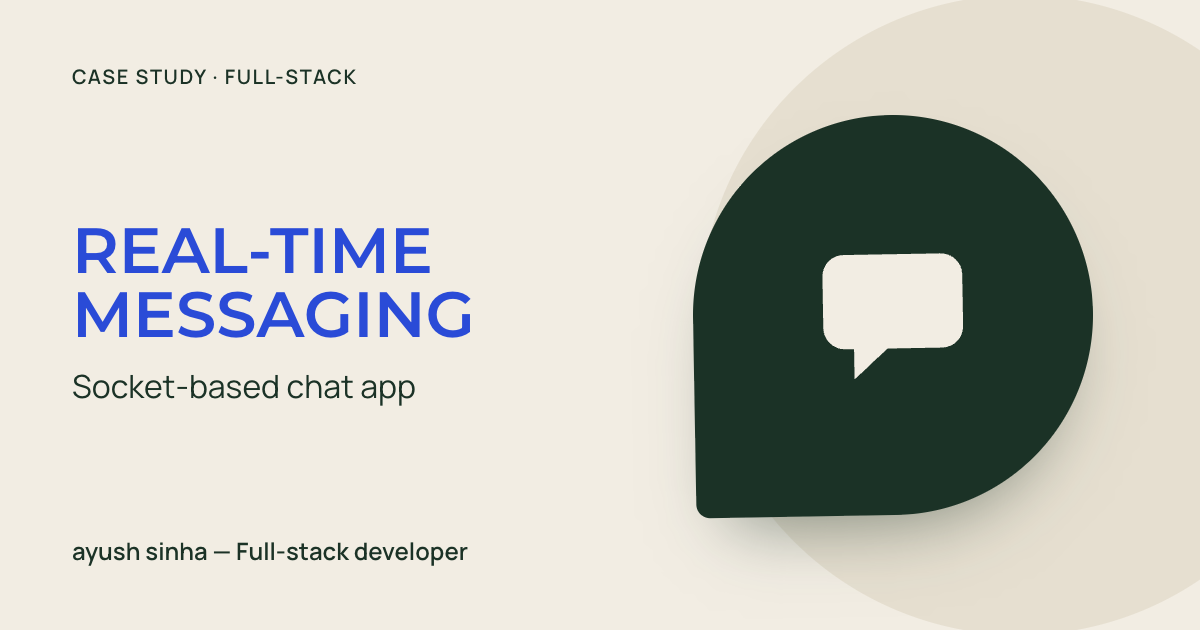 CASE STUDY · FULL-STACK
REAL-TIME
MESSAGING
Socket-based chat app
ayush sinha — Full-stack developer